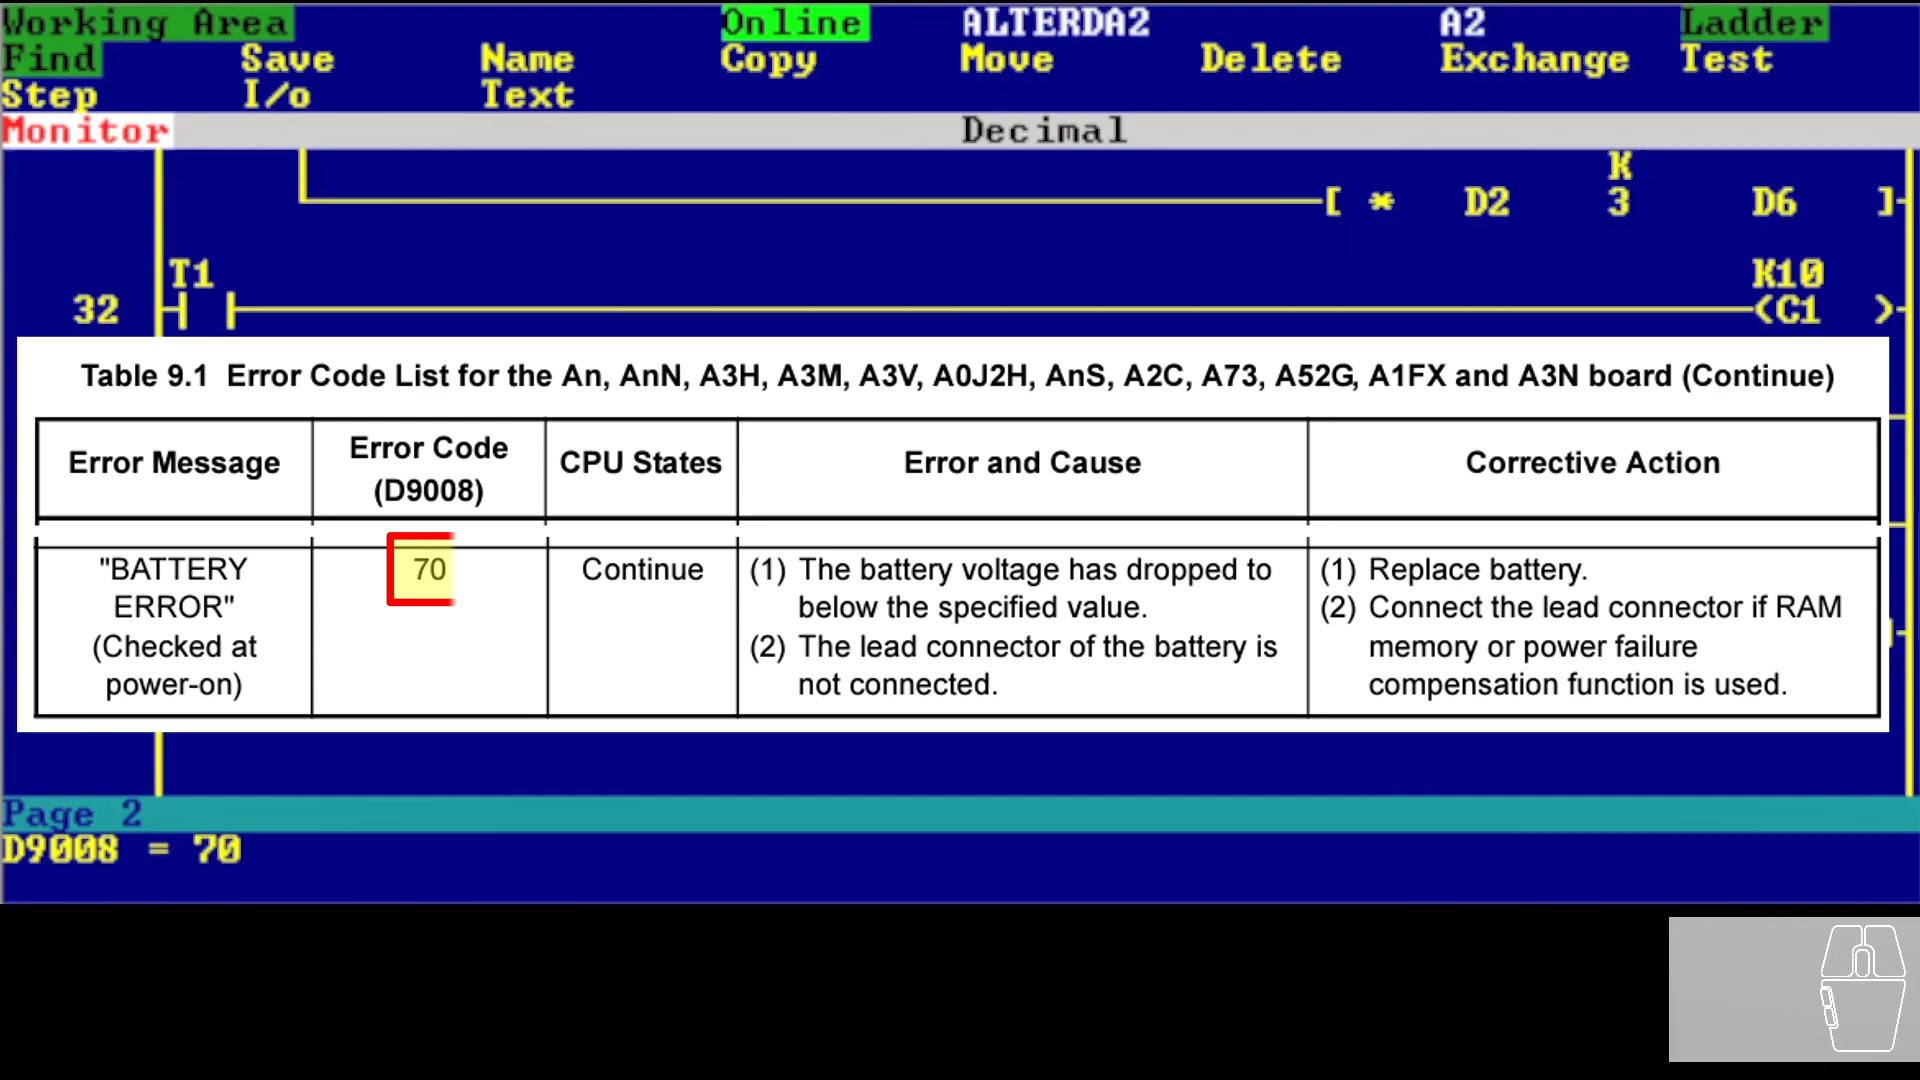 Working Area Online ALTERDA2 A2 Ladder
Find Save Name Copy Move Delete Exchange Test
Step I/o Text
Monitor Decimal
K
[ * D2 3 D6 ]
T1 K10
32 <C1 >
Table 9.1 Error Code List for the An, AnN, A3H, A3M, A3V, A0J2H, AnS, A2C, A73, A52G, A1FX and A3N board (Continue)
Error Message
Error Code
(D9008)
CPU States
Error and Cause
Corrective Action
"BATTERY
ERROR"
(Checked at
power-on)
70
Continue
(1) The battery voltage has dropped to
below the specified value.
(2) The lead connector of the battery is
not connected.
(1) Replace battery.
(2) Connect the lead connector if RAM
memory or power failure
compensation function is used.
Page 2
D9008 = 70